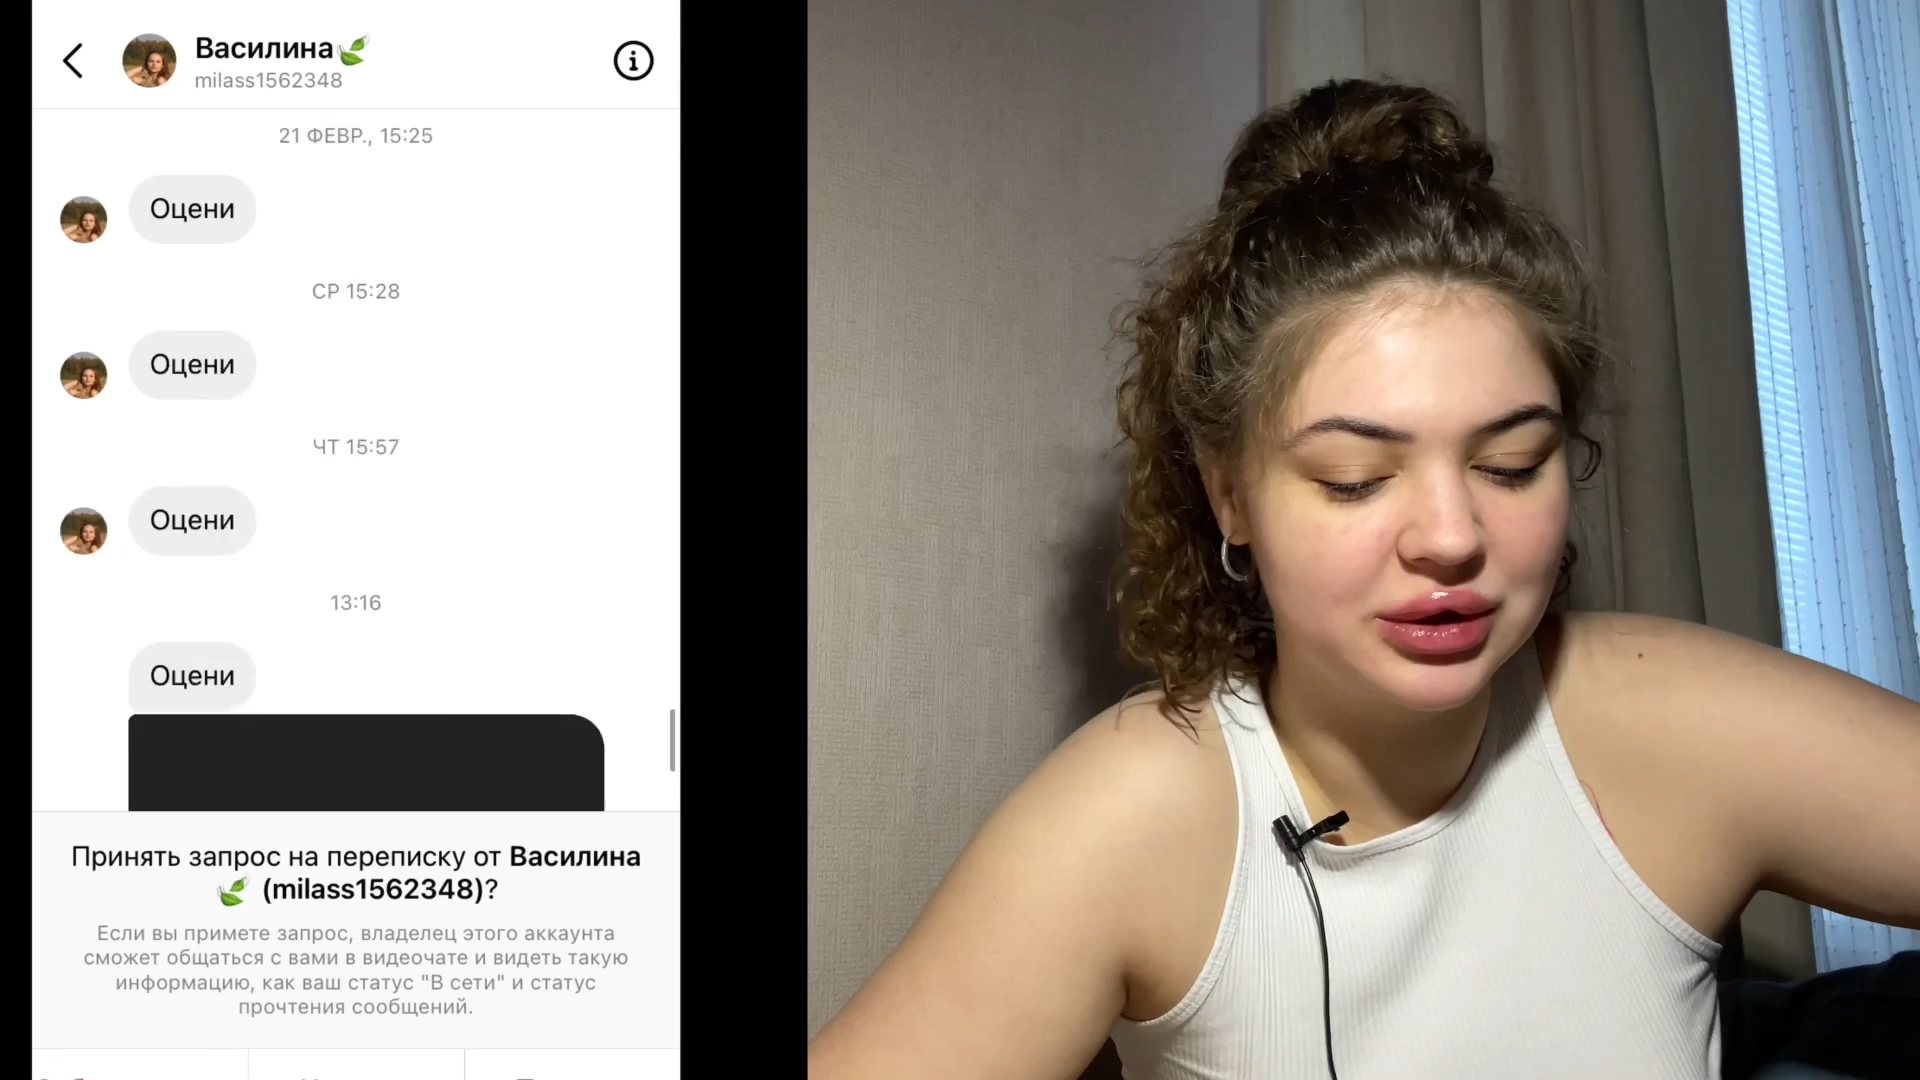 Василина🍃
milass1562348
21 ФЕВР., 15:25
Оцени
СР 15:28
Оцени
ЧТ 15:57
Оцени
13:16
Оцени
Принять запрос на переписку от Василина
🍃 (milass1562348)?
Если вы примете запрос, владелец этого аккаунта
сможет общаться с вами в видеочате и видеть такую
информацию, как ваш статус "В сети" и статус
прочтения сообщений.